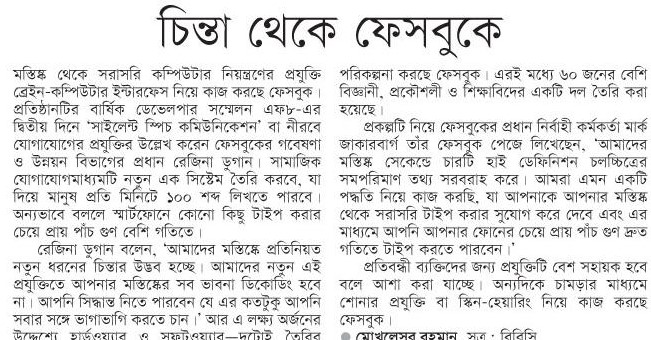 চিন্তা থেকে ফেসবুকে
মস্তিষ্ক থেকে সরাসরি কম্পিউটার নিয়ন্ত্রণের প্রযুক্তি
ব্রেইন-কম্পিউটার ইন্টারফেস নিয়ে কাজ করছে ফেসবুক।
প্রতিষ্ঠানটির বার্ষিক ডেভেলপার সম্মেলন এফ৮-এর
দ্বিতীয় দিনে ‘সাইলেন্ট স্পিচ কমিউনিকেশন’ বা নীরবে
যোগাযোগের প্রযুক্তির উল্লেখ করেন ফেসবুকের গবেষণা
ও উন্নয়ন বিভাগের প্রধান রেজিনা ডুগান। সামাজিক
যোগাযোগমাধ্যমটি নতুন এক সিস্টেম তৈরি করবে, যা
দিয়ে মানুষ প্রতি মিনিটে ১০০ শব্দ লিখতে পারবে।
অন্যভাবে বললে স্মার্টফোনে কোনো কিছু টাইপ করার
চেয়ে প্রায় পাঁচ গুণ বেশি গতিতে।
রেজিনা ডুগান বলেন, ‘আমাদের মস্তিষ্কে প্রতিনিয়ত
নতুন ধরনের চিন্তার উদ্ভব হচ্ছে। আমাদের নতুন এই
প্রযুক্তিতে আপনার মস্তিষ্কের সব ভাবনা ডিকোডিং হবে
না। আপনি সিদ্ধান্ত নিতে পারবেন যে এর কতটুকু আপনি
সবার সঙ্গে ভাগাভাগি করতে চান।’ আর এ লক্ষ্য অর্জনের
উদ্দেশ্যে হার্ডওয়্যার ও সফটওয়্যার—দুটোই তৈরির
পরিকল্পনা করছে ফেসবুক। এরই মধ্যে ৬০ জনের বেশি
বিজ্ঞানী, প্রকৌশলী ও শিক্ষাবিদের একটি দল তৈরি করা
হয়েছে।
প্রকল্পটি নিয়ে ফেসবুকের প্রধান নির্বাহী কর্মকর্তা মার্ক
জাকারবার্গ তাঁর ফেসবুক পেজে লিখেছেন, ‘আমাদের
মস্তিষ্ক সেকেন্ডে চারটি হাই ডেফিনিশন চলচ্চিত্রের
সমপরিমাণ তথ্য সরবরাহ করে। আমরা এমন একটি
পদ্ধতি নিয়ে কাজ করছি, যা আপনাকে আপনার মস্তিষ্ক
থেকে সরাসরি টাইপ করার সুযোগ করে দেবে এবং এর
মাধ্যমে আপনি আপনার ফোনের চেয়ে প্রায় পাঁচ গুণ দ্রুত
গতিতে টাইপ করতে পারবেন।’
প্রতিবন্ধী ব্যক্তিদের জন্য প্রযুক্তিটি বেশ সহায়ক হবে
বলে আশা করা যাচ্ছে। অন্যদিকে চামড়ার মাধ্যমে
শোনার প্রযুক্তি বা স্কিন-হেয়ারিং নিয়ে কাজ করছে
ফেসবুক।
● মোখলেসুর রহমান, সূত্র : বিবিসি